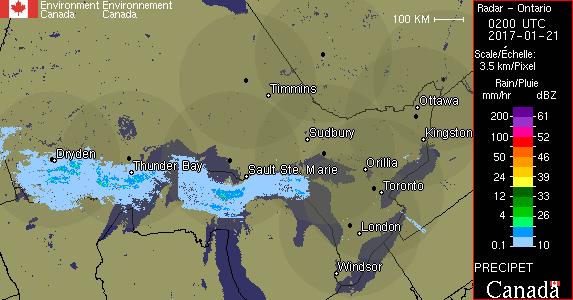 Environment Environnement
Canada Canada
100 KM
Timmins
Ottawa
Sudbury
Kingston
Dryden
Thunder Bay
Sault Ste. Marie
Orillia
Toronto
London
Windsor
Radar - Ontario
0200 UTC
2017-01-21
Scale/Échelle:
3.5 km/Pixel
Rain/Pluie
mm/hr dBZ
200 61
100 52
50 46
24 39
12 33
4 26
2 20
0.1 10
PRECIPET
Canada